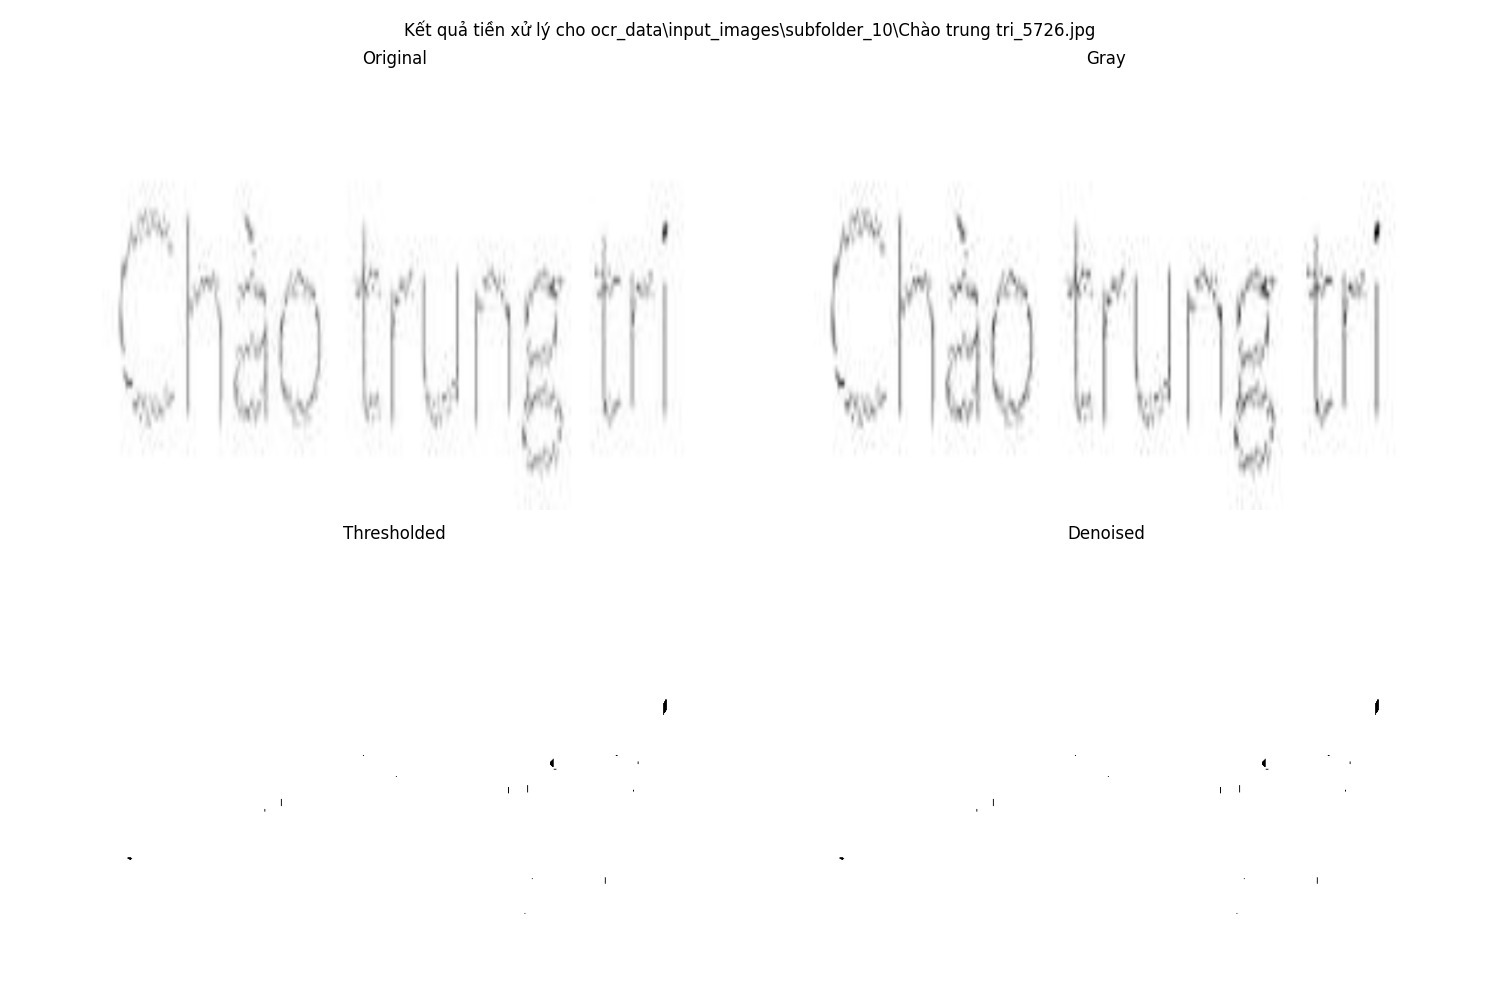 Kết quả tiền xử lý cho ocr_data\input_images\subfolder_10\Chào trung tri_5726.jpg
Original
Gray
Chào trung tri
Chào trung tri
Thresholded
Denoised